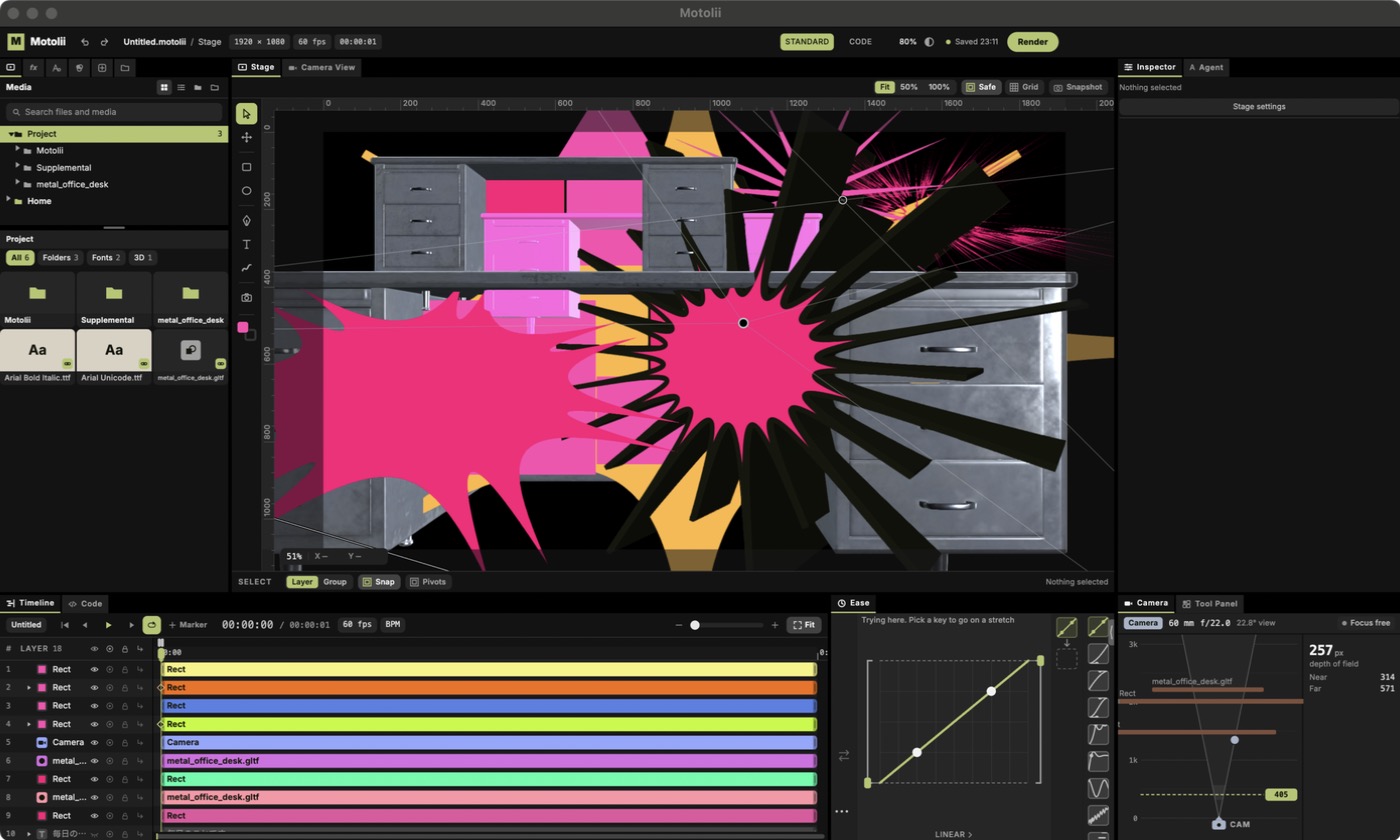 Motolii
M Motolii Untitled.motolii / Stage 1920 × 1080 60 fps 00:00:01 STANDARD CODE 80% Saved 23:11 Render
fx
Stage Camera View
Inspector Agent
Media
Fit 50% 100% Safe Grid Snapshot
Nothing selected
Stage settings
Search files and media
Project 3
Motolii
Supplemental
metal_office_desk
Home
0 200 400 600 800 1000 1200 1400 1600 1800 200
0
200
400
600
800
1000
Project
All 6 Folders 3 Fonts 2 3D 1
Motolii Supplemental metal_office_desk
Aa Aa
Arial Bold Italic.ttf Arial Unicode.ttf metal_office_desk.gltf
T
51% X – Y –
SELECT Layer Group Snap Pivots Nothing selected
Timeline Code
Untitled + Marker 00:00:00 / 00:00:01 60 fps BPM − + Fit
# LAYER 18
0:00 0:
1 Rect Rect
2 Rect Rect
3 Rect Rect
4 Rect Rect
5 Camera Camera
6 metal_... metal_office_desk.gltf
7 Rect Rect
8 metal_... metal_office_desk.gltf
9 Rect Rect
10 T 毎日の…
Ease
Trying here. Pick a key to go on a stretch
LINEAR >
Camera Tool Panel
Camera 60 mm f/22.0 22.8° view Focus free
3k
metal_office_desk.gltf
Rect
t
1k
405
0
CAM
257 px
depth of field
Near 314
Far 571